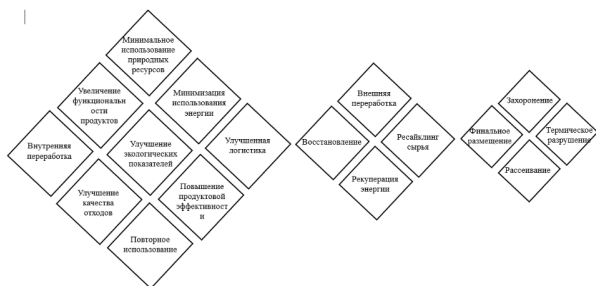 Минимальное
использование
природных
ресурсов
Увеличение
функциональн
ости
продуктов
Минимизация
использования
энергии
Внутренняя
переработка
Улучшение
экологических
показателей
Улучшенная
логистика
Улучшение
качества
отходов
Повышение
продуктовой
эффективност
и
Повторное
использование
Внешняя
переработка
Восстановление
Ресайклинг
сырья
Рекуперация
энергии
Захоронение
Финальное
размещение
Термическое
разрушение
Рассеивание